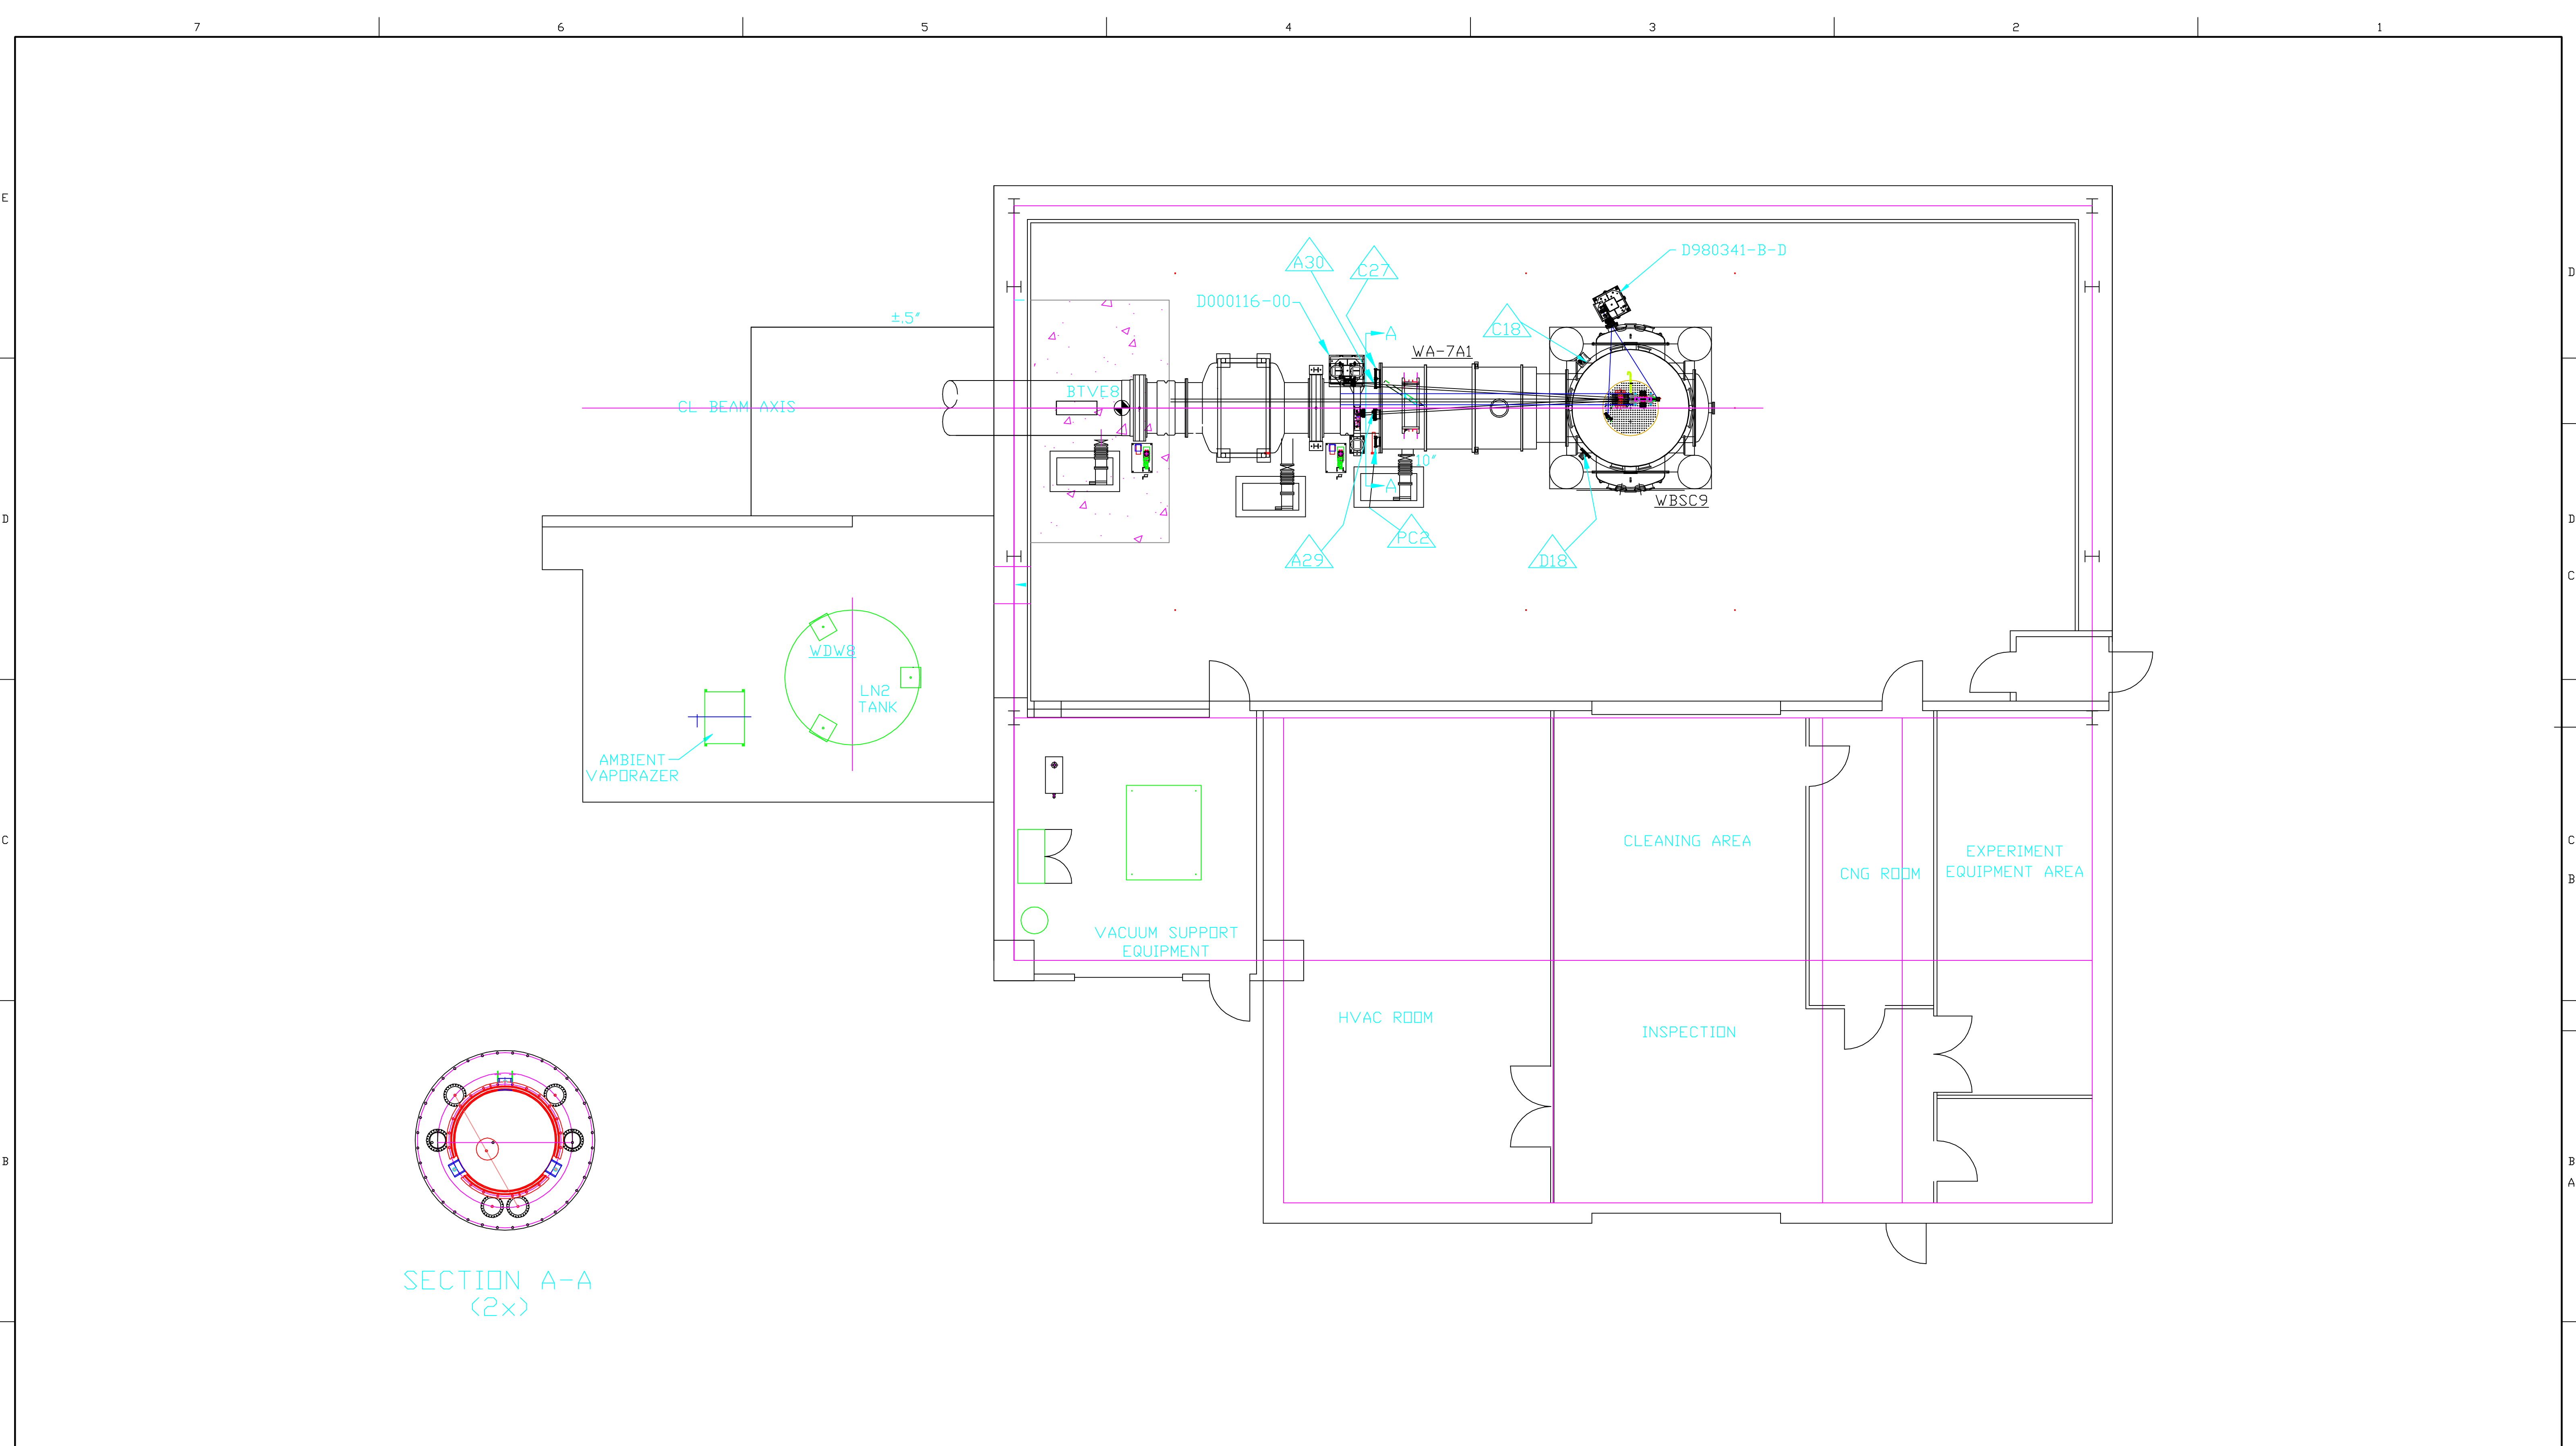 7 6 5 4 3 2 1
E
D
D
C
B
D
D
C
C
B
B
A
A30
C27
D980341-B-D
D000116-00
±.5"
A
C18
WA-7A1
BTVE8
CL BEAM AXIS
10"
A
WBSC9
PC2
A29
D18
WDW8
LN2
TANK
AMBIENT
VAPORAZER
CLEANING AREA
EXPERIMENT
EQUIPMENT AREA
CNG ROOM
VACUUM SUPPORT
EQUIPMENT
HVAC ROOM
INSPECTION
SECTION A-A
(2x)